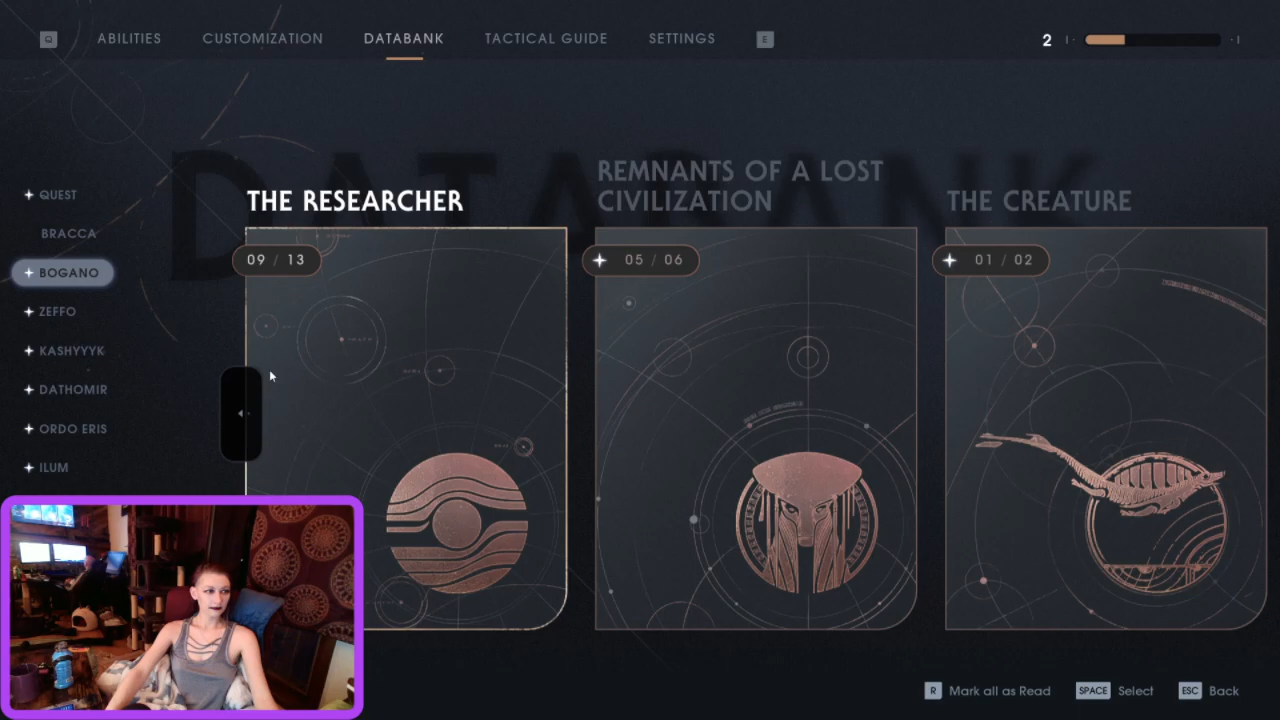 Q ABILITIES CUSTOMIZATION DATABANK TACTICAL GUIDE SETTINGS E 2
DATABANK
QUEST
BRACCA
BOGANO
ZEFFO
KASHYYYK
DATHOMIR
ORDO ERIS
ILUM
THE RESEARCHER
09 / 13
REMNANTS OF A LOST
CIVILIZATION
05 / 06
THE CREATURE
01 / 02
R Mark all as Read SPACE Select ESC Back